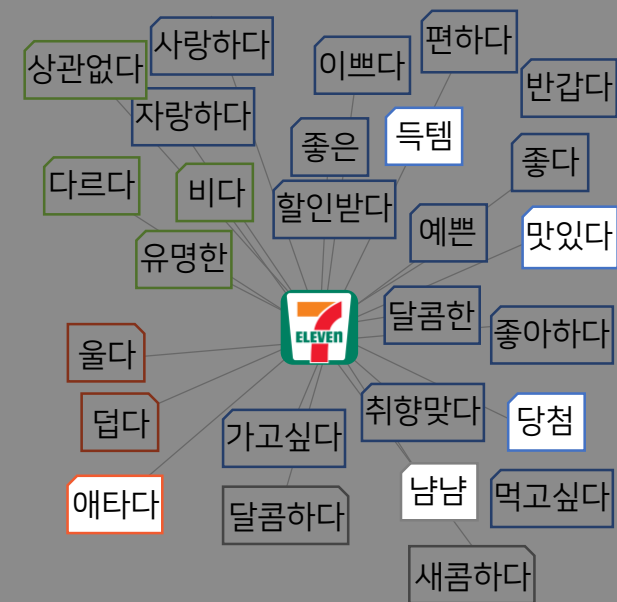 사랑하다
편하다
상관없다
이쁘다
반갑다
자랑하다
좋은
득템
좋다
다르다
비다
할인받다
예쁜
맛있다
유명한
달콤한
좋아하다
7
ELEVEN
울다
덥다
가고싶다
취향맞다
당첨
애타다
달콤하다
냠냠
먹고싶다
새콤하다